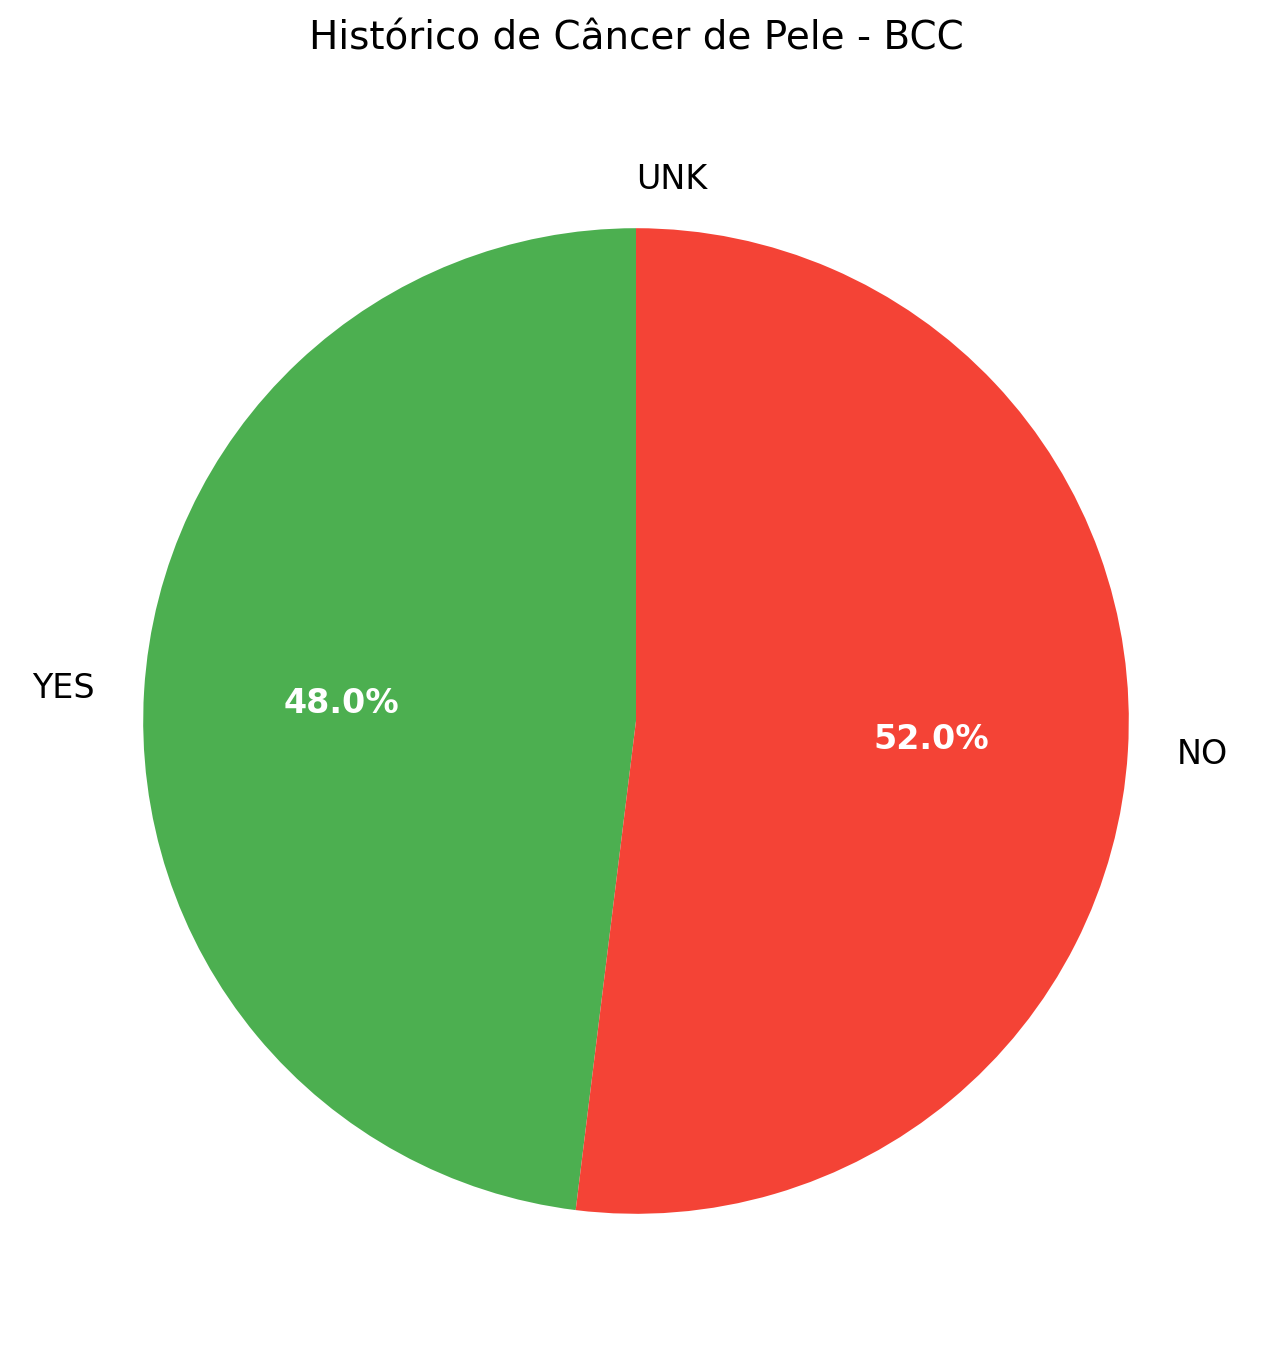 Histórico de Câncer de Pele - BCC
UNK
YES
48.0%
52.0%
NO